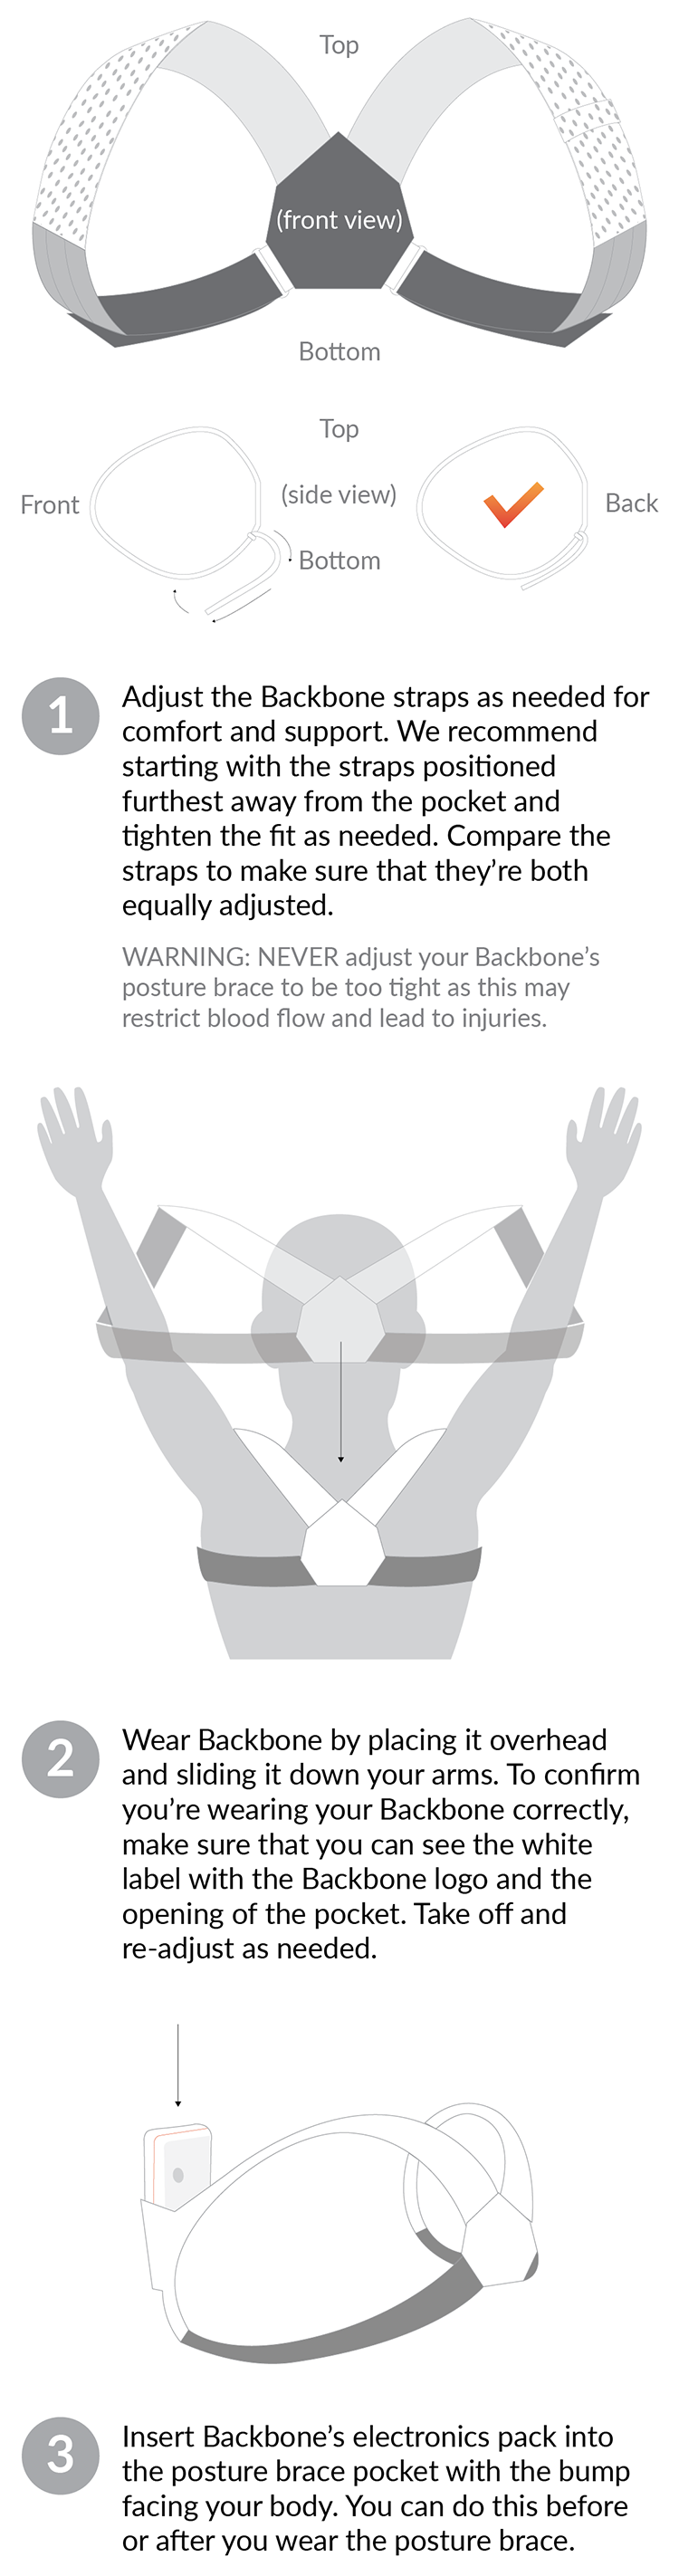 Top
(front view)
Bottom
Top
Front
(side view)
Back
Bottom
1
Adjust the Backbone straps as needed for
comfort and support. We recommend
starting with the straps positioned
furthest away from the pocket and
tighten the fit as needed. Compare the
straps to make sure that they’re both
equally adjusted.
WARNING: NEVER adjust your Backbone’s
posture brace to be too tight as this may
restrict blood flow and lead to injuries.
2
Wear Backbone by placing it overhead
and sliding it down your arms. To confirm
you’re wearing your Backbone correctly,
make sure that you can see the white
label with the Backbone logo and the
opening of the pocket. Take off and
re-adjust as needed.
3
Insert Backbone’s electronics pack into
the posture brace pocket with the bump
facing your body. You can do this before
or after you wear the posture brace.